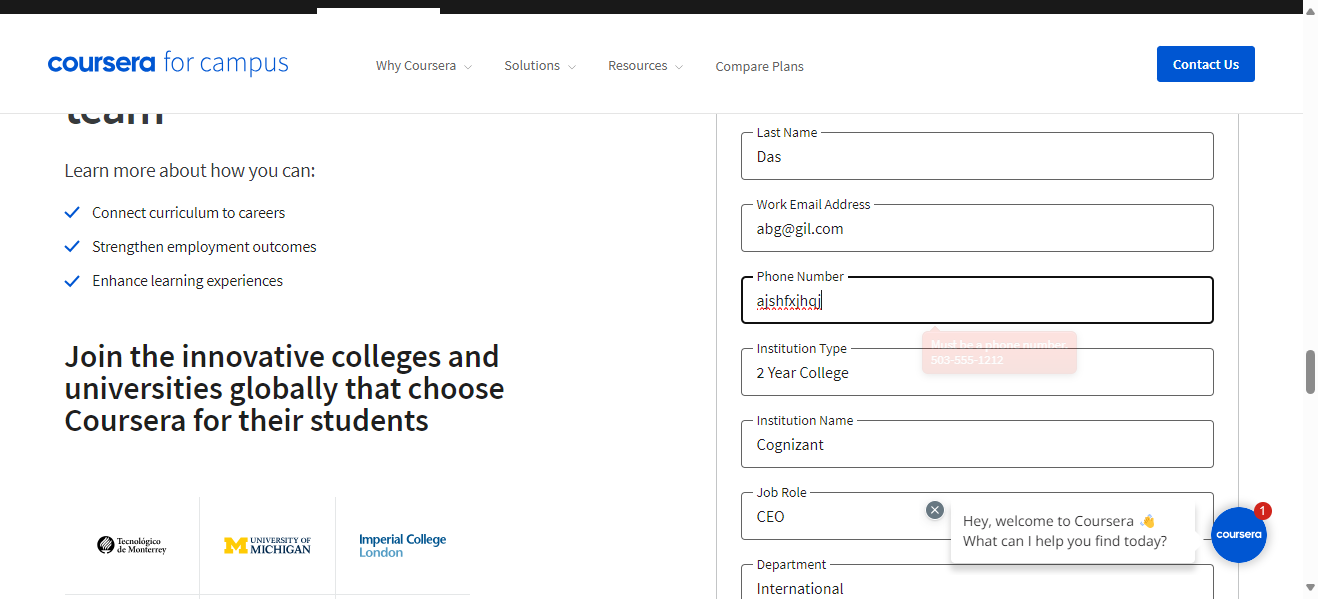 coursera for campus
Why Coursera
Solutions
Resources
Compare Plans
Contact Us
team
Learn more about how you can:
Connect curriculum to careers
Strengthen employment outcomes
Enhance learning experiences
Join the innovative colleges and
universities globally that choose
Coursera for their students
Tecnológico
de Monterrey
M UNIVERSITY OF
MICHIGAN
Imperial College
London
Last Name
Das
Work Email Address
abg@gil.com
Phone Number
ajshfxjhqj
Must be a phone number.
503-555-1212
Institution Type
2 Year College
Institution Name
Cognizant
Job Role
CEO
Department
International
Hey, welcome to Coursera 👋
What can I help you find today?
1
coursera